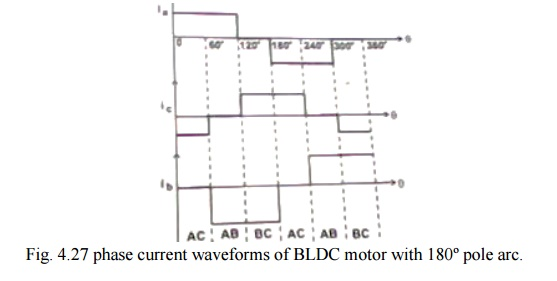 ia
0 60° 120° 180° 240° 300° 360° θ
ic
θ
ib
θ
AC AB BC AC AB BC
Fig. 4.27 phase current waveforms of BLDC motor with 180º pole arc.